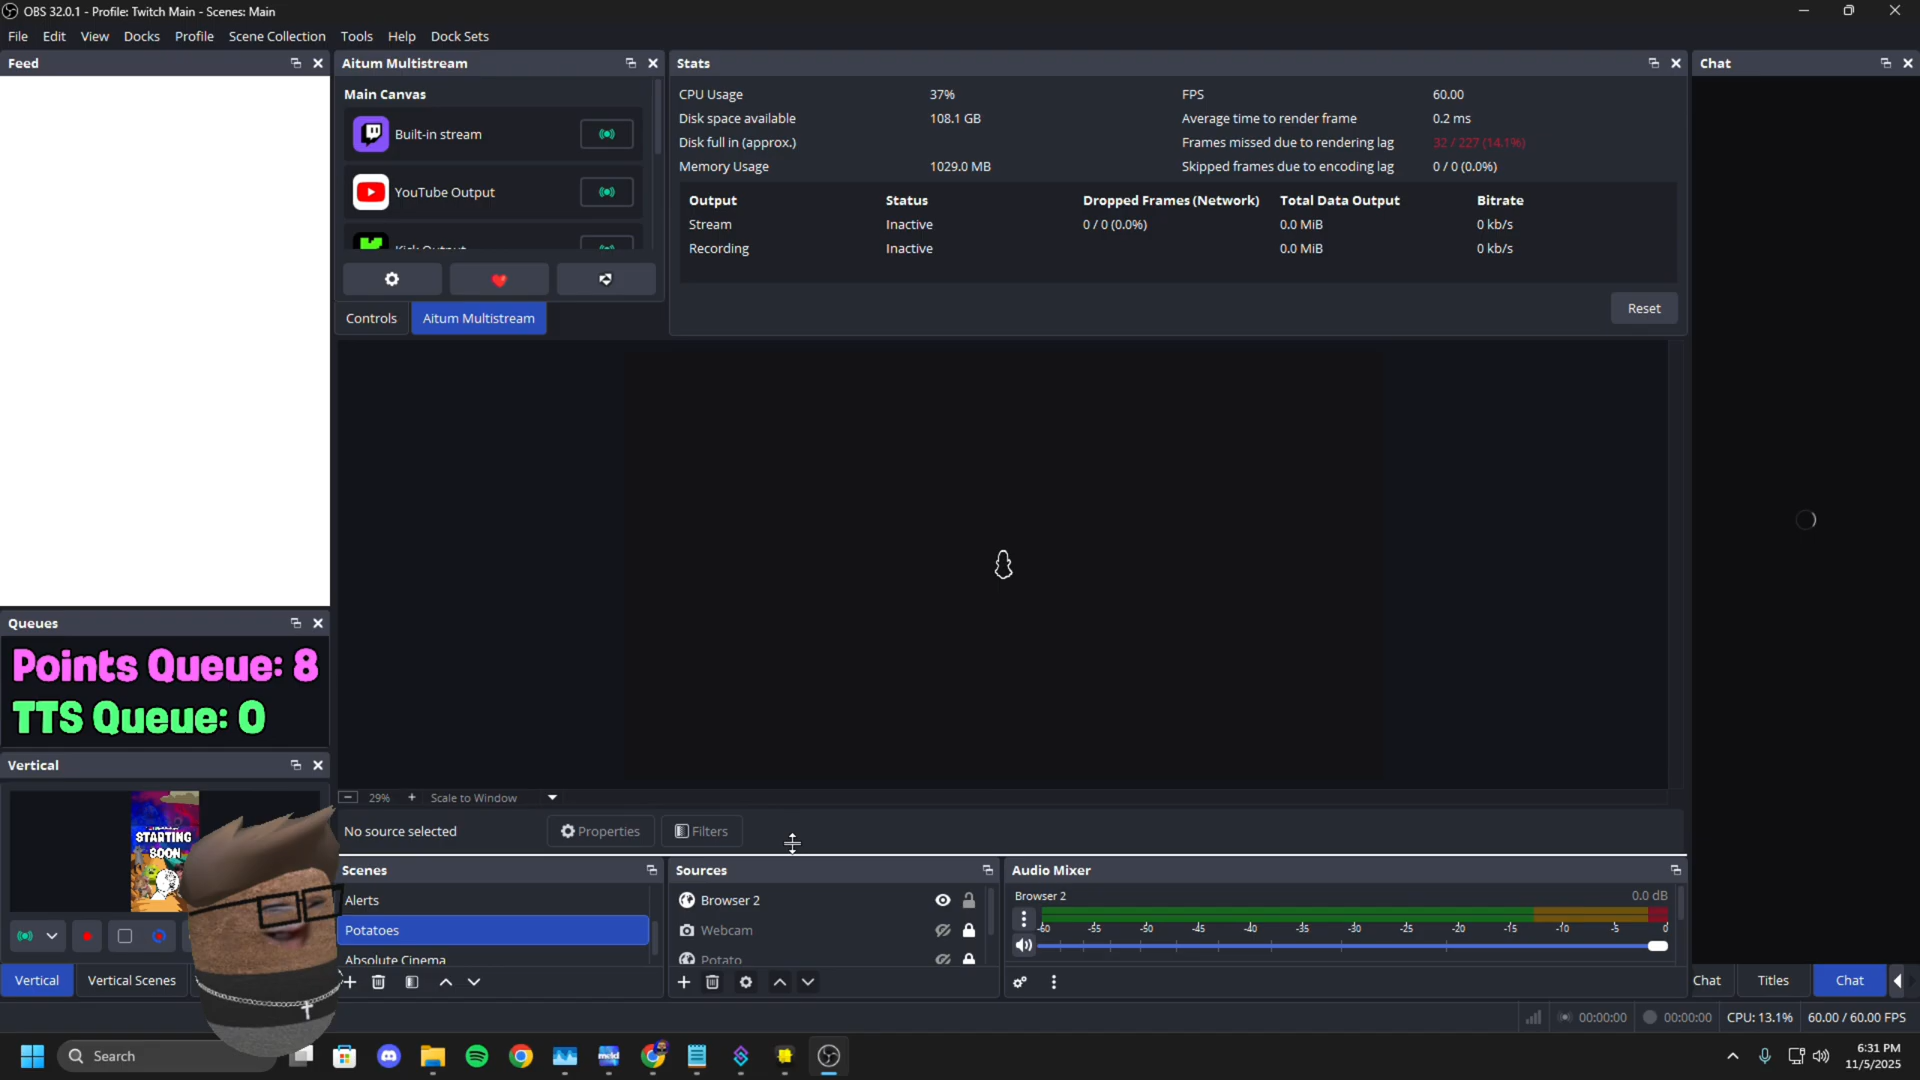 OBS 32.0.1 - Profile: Twitch Main - Scenes: Main
File Edit View Docks Profile Scene Collection Tools Help Dock Sets
Feed
Aitum Multistream
Main Canvas
Built-in stream
YouTube Output
Kick Output
Controls
Aitum Multistream
Stats
CPU Usage 37%
Disk space available 108.1 GB
Disk full in (approx.)
Memory Usage 1029.0 MB
FPS 60.00
Average time to render frame 0.2 ms
Frames missed due to rendering lag 32 / 227 (14.1%)
Skipped frames due to encoding lag 0 / 0 (0.0%)
Output Status Dropped Frames (Network) Total Data Output Bitrate
Stream Inactive 0 / 0 (0.0%) 0.0 MiB 0 kb/s
Recording Inactive 0.0 MiB 0 kb/s
Reset
Chat
Queues
Points Queue: 8
TTS Queue: 0
Vertical
STARTING
SOON
Vertical
Vertical Scenes
29% Scale to Window
No source selected
Properties
Filters
Scenes
Alerts
Potatoes
Absolute Cinema
Sources
Browser 2
Webcam
Potato
Audio Mixer
Browser 2 0.0 dB
-60 -55 -50 -45 -40 -35 -30 -25 -20 -15 -10 -5 0
Chat
Titles
Chat
00:00:00 00:00:00 CPU: 13.1% 60.00 / 60.00 FPS
Search
meld
6:31 PM
11/5/2025